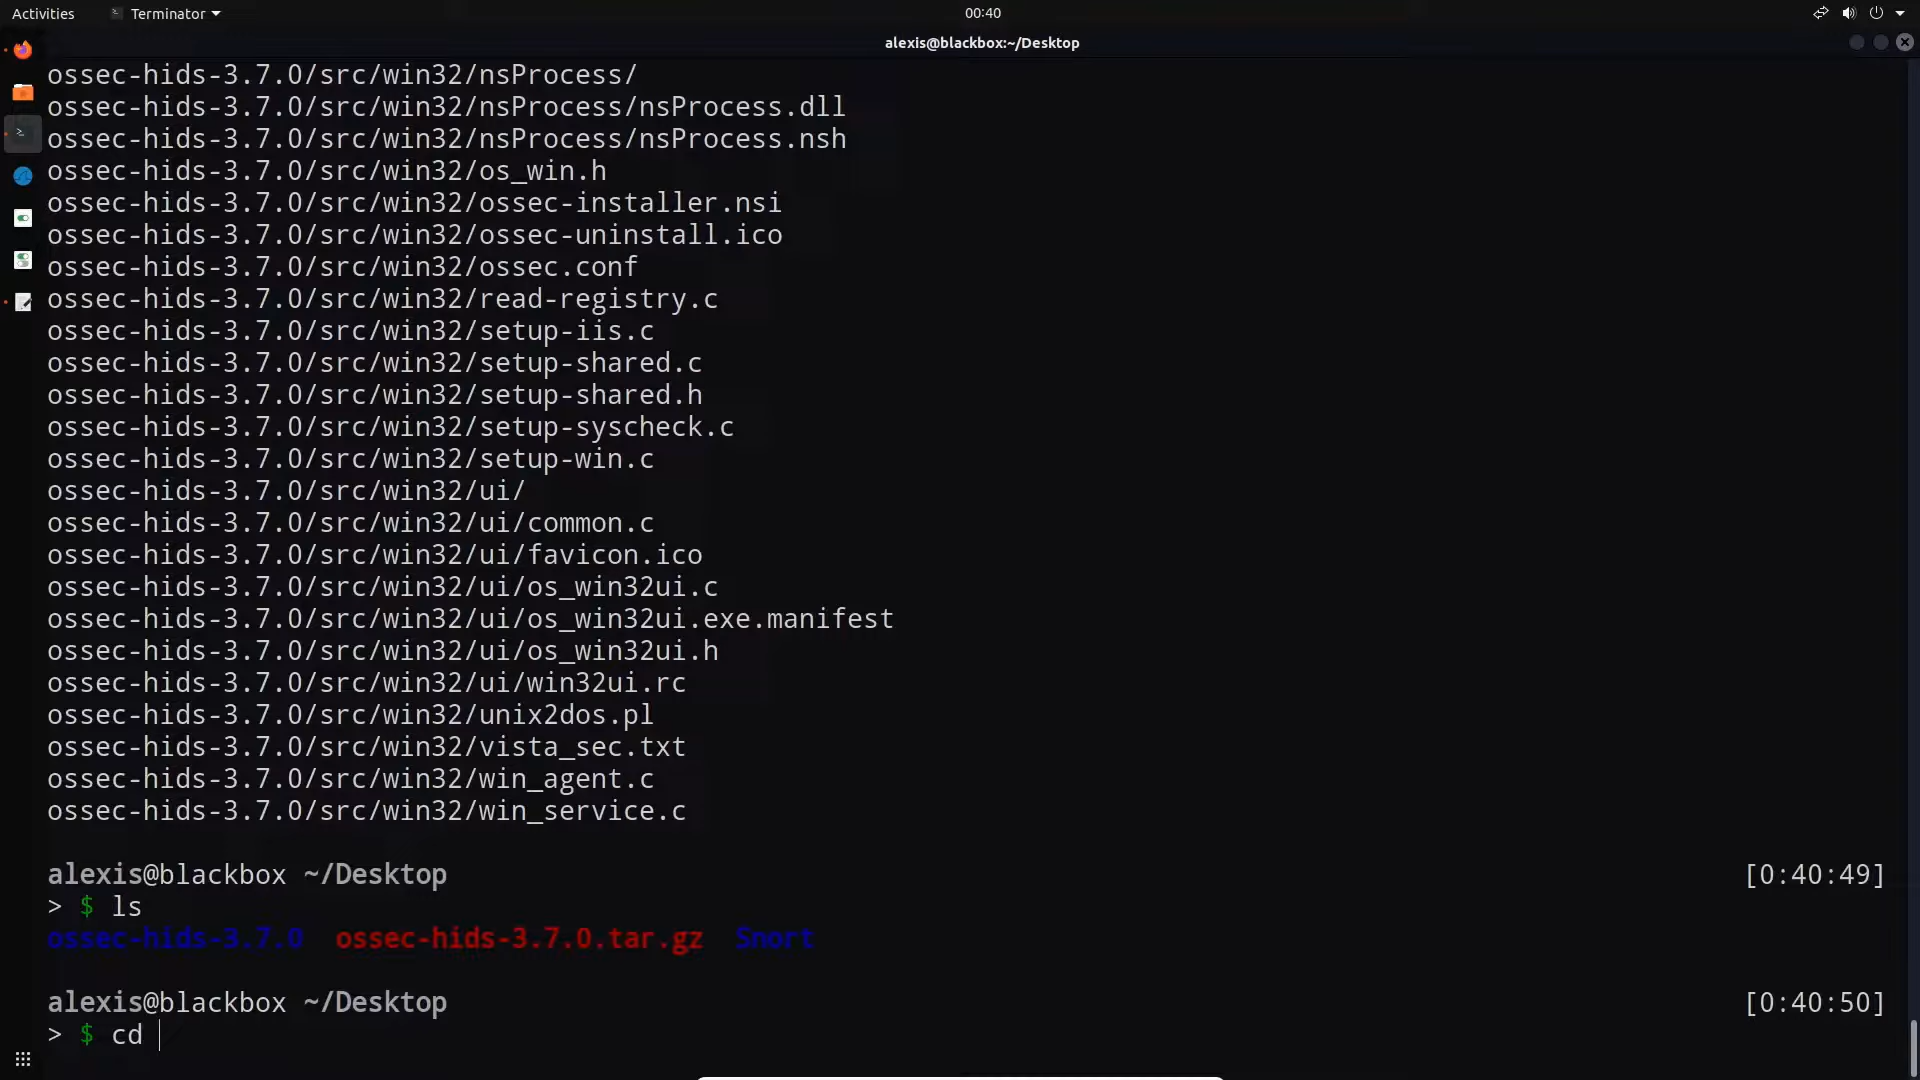 Activities
Terminator
00:40
alexis@blackbox:~/Desktop
ossec-hids-3.7.0/src/win32/nsProcess/
ossec-hids-3.7.0/src/win32/nsProcess/nsProcess.dll
ossec-hids-3.7.0/src/win32/nsProcess/nsProcess.nsh
ossec-hids-3.7.0/src/win32/os_win.h
ossec-hids-3.7.0/src/win32/ossec-installer.nsi
ossec-hids-3.7.0/src/win32/ossec-uninstall.ico
ossec-hids-3.7.0/src/win32/ossec.conf
ossec-hids-3.7.0/src/win32/read-registry.c
ossec-hids-3.7.0/src/win32/setup-iis.c
ossec-hids-3.7.0/src/win32/setup-shared.c
ossec-hids-3.7.0/src/win32/setup-shared.h
ossec-hids-3.7.0/src/win32/setup-syscheck.c
ossec-hids-3.7.0/src/win32/setup-win.c
ossec-hids-3.7.0/src/win32/ui/
ossec-hids-3.7.0/src/win32/ui/common.c
ossec-hids-3.7.0/src/win32/ui/favicon.ico
ossec-hids-3.7.0/src/win32/ui/os_win32ui.c
ossec-hids-3.7.0/src/win32/ui/os_win32ui.exe.manifest
ossec-hids-3.7.0/src/win32/ui/os_win32ui.h
ossec-hids-3.7.0/src/win32/ui/win32ui.rc
ossec-hids-3.7.0/src/win32/unix2dos.pl
ossec-hids-3.7.0/src/win32/vista_sec.txt
ossec-hids-3.7.0/src/win32/win_agent.c
ossec-hids-3.7.0/src/win32/win_service.c
alexis@blackbox ~/Desktop [0:40:49]
> $ ls
ossec-hids-3.7.0 ossec-hids-3.7.0.tar.gz Snort
alexis@blackbox ~/Desktop [0:40:50]
> $ cd